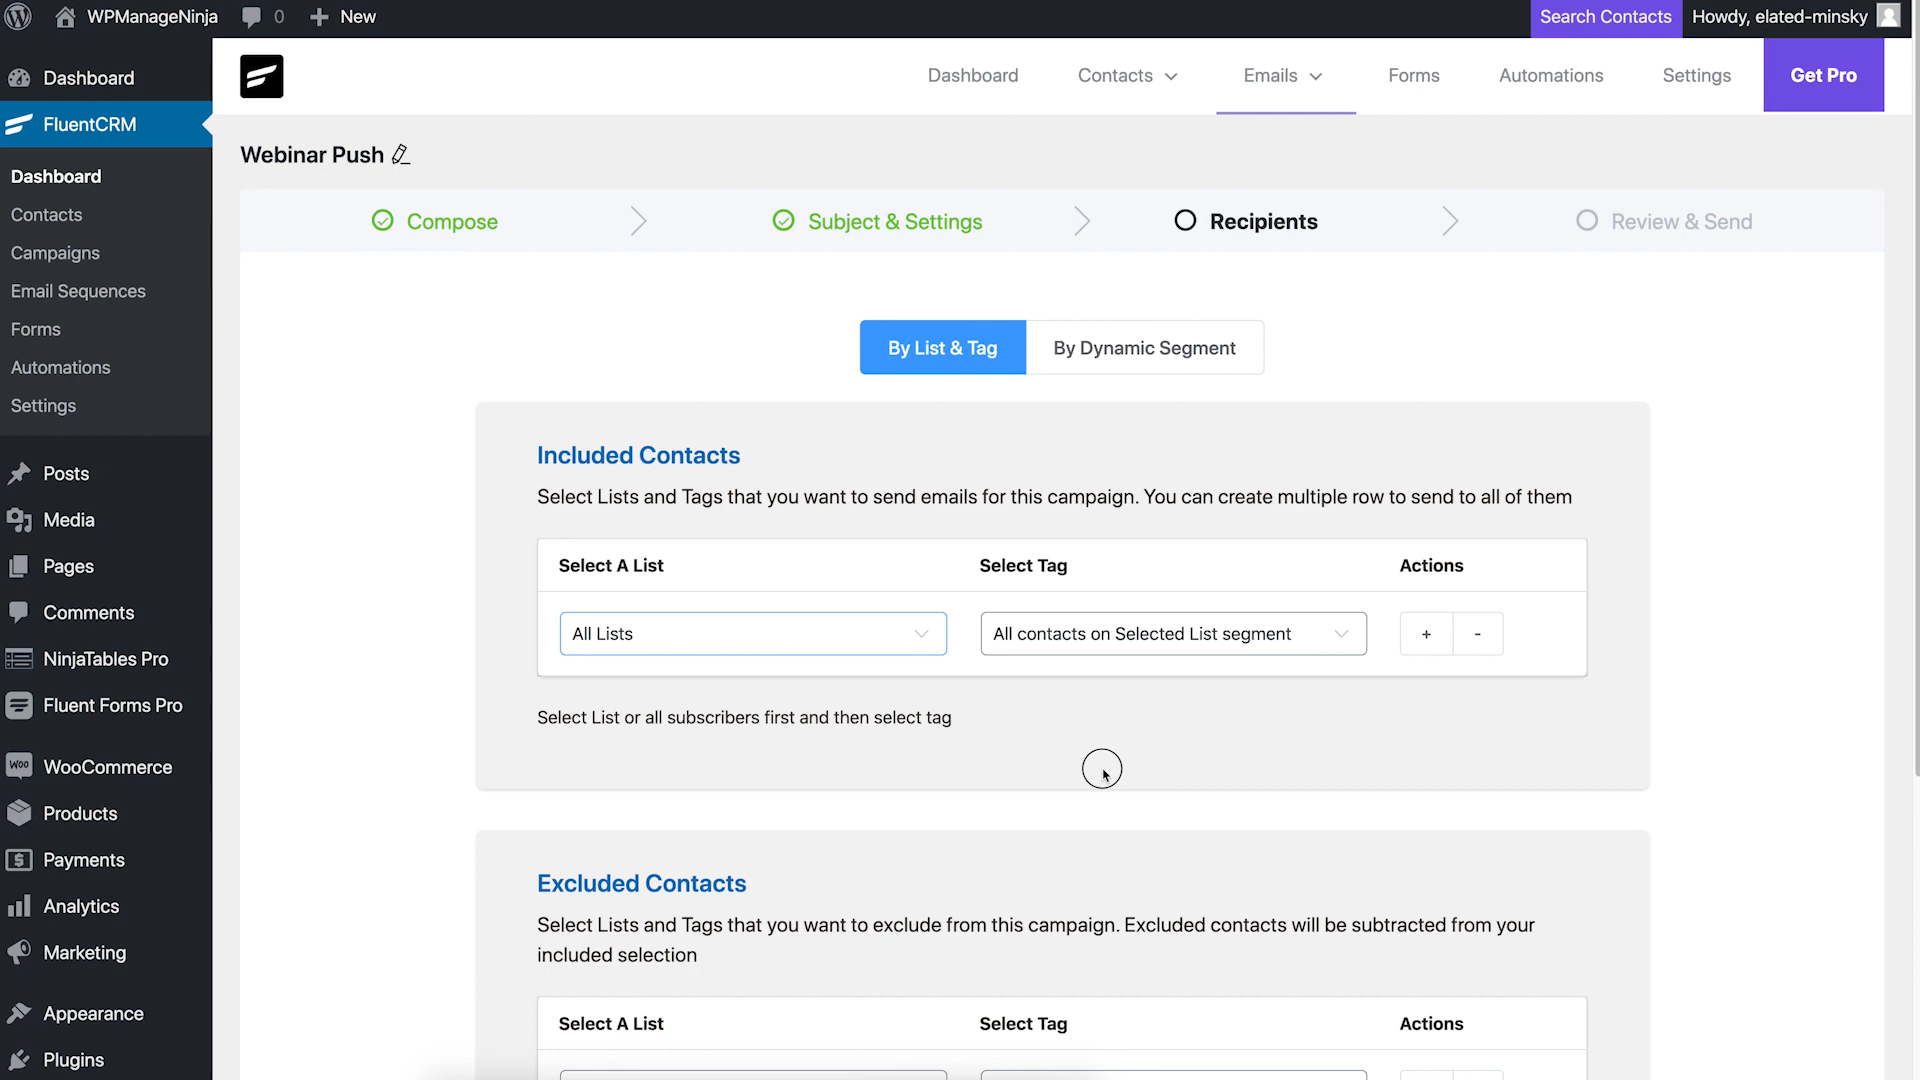 WPManageNinja 0 New Search Contacts Howdy, elated-minsky
Dashboard
FluentCRM
Dashboard
Contacts
Campaigns
Email Sequences
Forms
Automations
Settings
Posts
Media
Pages
Comments
NinjaTables Pro
Fluent Forms Pro
WooCommerce
Products
Payments
Analytics
Marketing
Appearance
Plugins
Dashboard Contacts Emails Forms Automations Settings Get Pro
Webinar Push
Compose Subject & Settings Recipients Review & Send
By List & Tag By Dynamic Segment
Included Contacts
Select Lists and Tags that you want to send emails for this campaign. You can create multiple row to send to all of them
Select A List Select Tag Actions
All Lists All contacts on Selected List segment + -
Select List or all subscribers first and then select tag
Excluded Contacts
Select Lists and Tags that you want to exclude from this campaign. Excluded contacts will be subtracted from your
included selection
Select A List Select Tag Actions